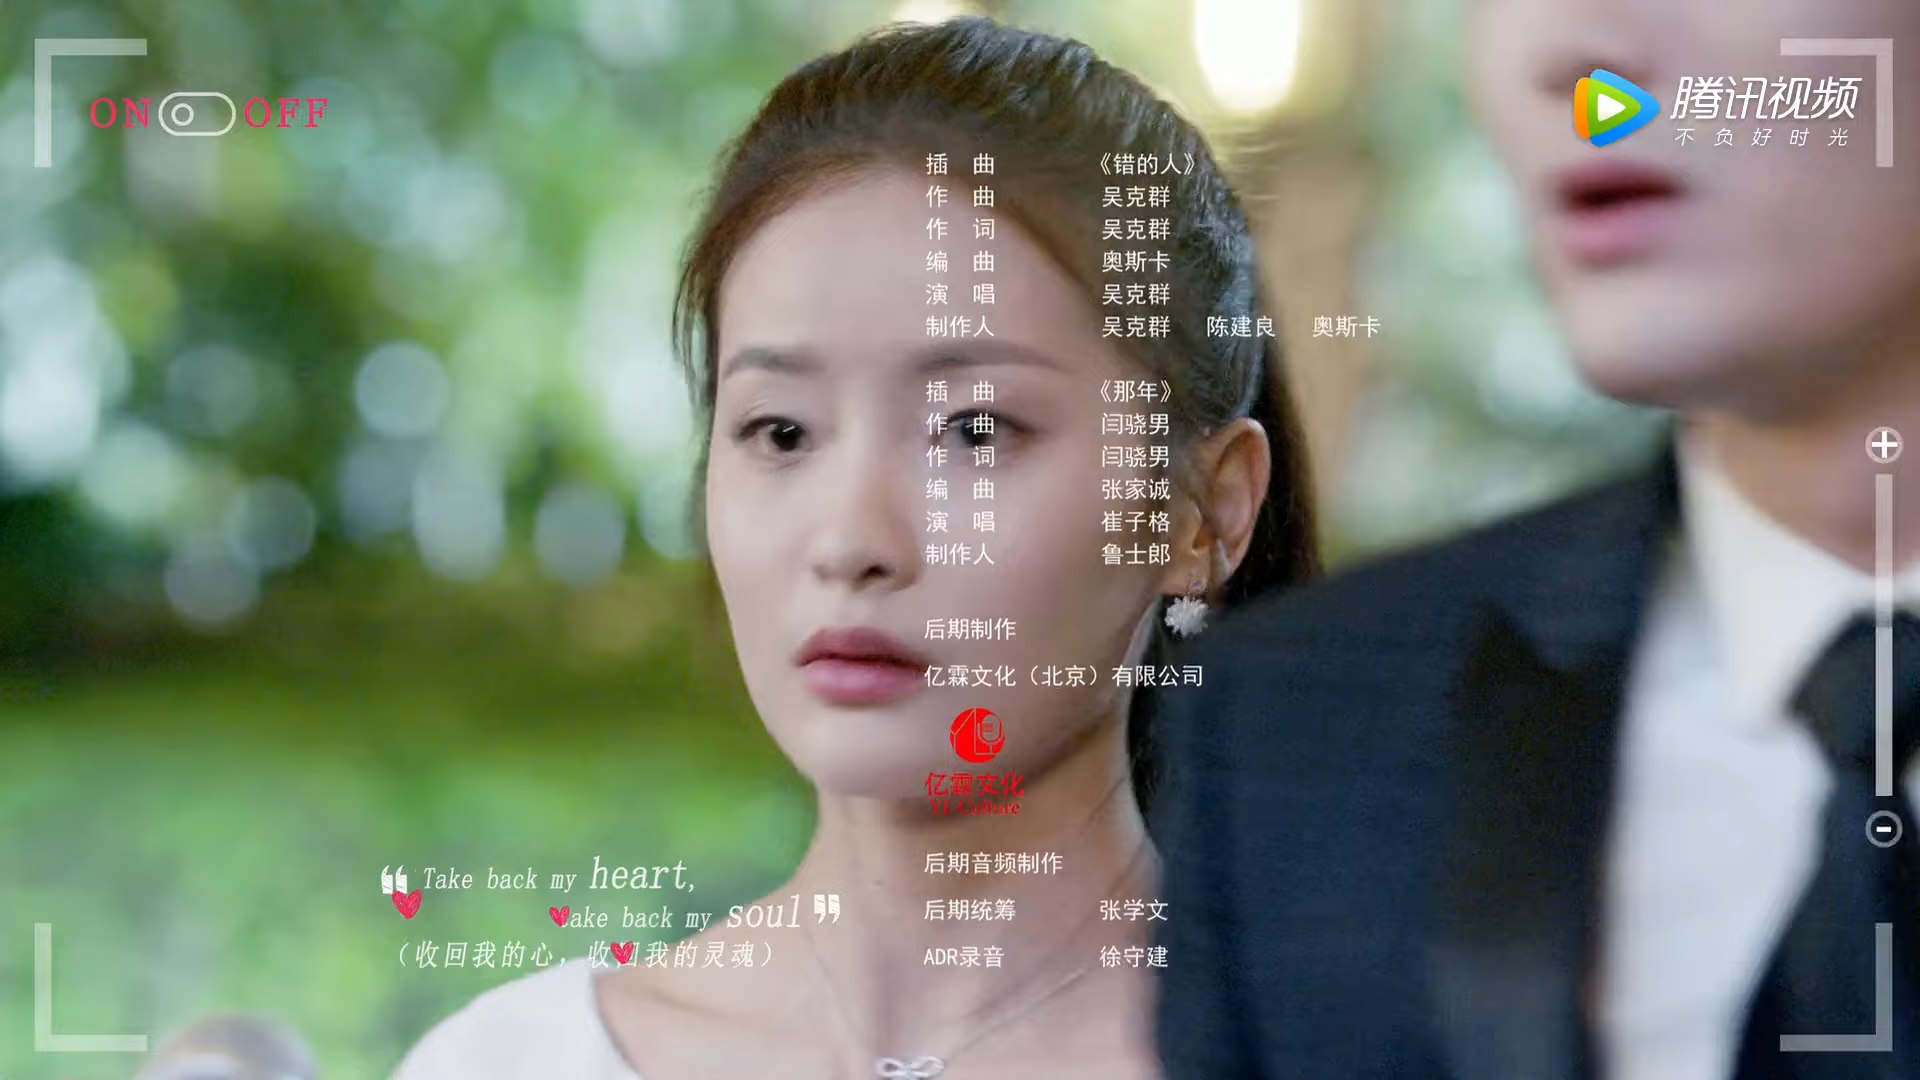 ON OFF
腾讯视频
不负好时光
插 曲 《错的人》
作 曲 吴克群
作 词 吴克群
编 曲 奥斯卡
演 唱 吴克群
制作人 吴克群 陈建良 奥斯卡
插 曲 《那年》
作 曲 闫骁男
作 词 闫骁男
编 曲 张家诚
演 唱 崔子格
制作人 鲁士郎
后期制作
亿霖文化（北京）有限公司
亿霖文化
YL·Culture
后期音频制作
后期统筹 张学文
ADR录音 徐守建
“Take back my heart,
take back my soul”
（收回我的心，收回我的灵魂）